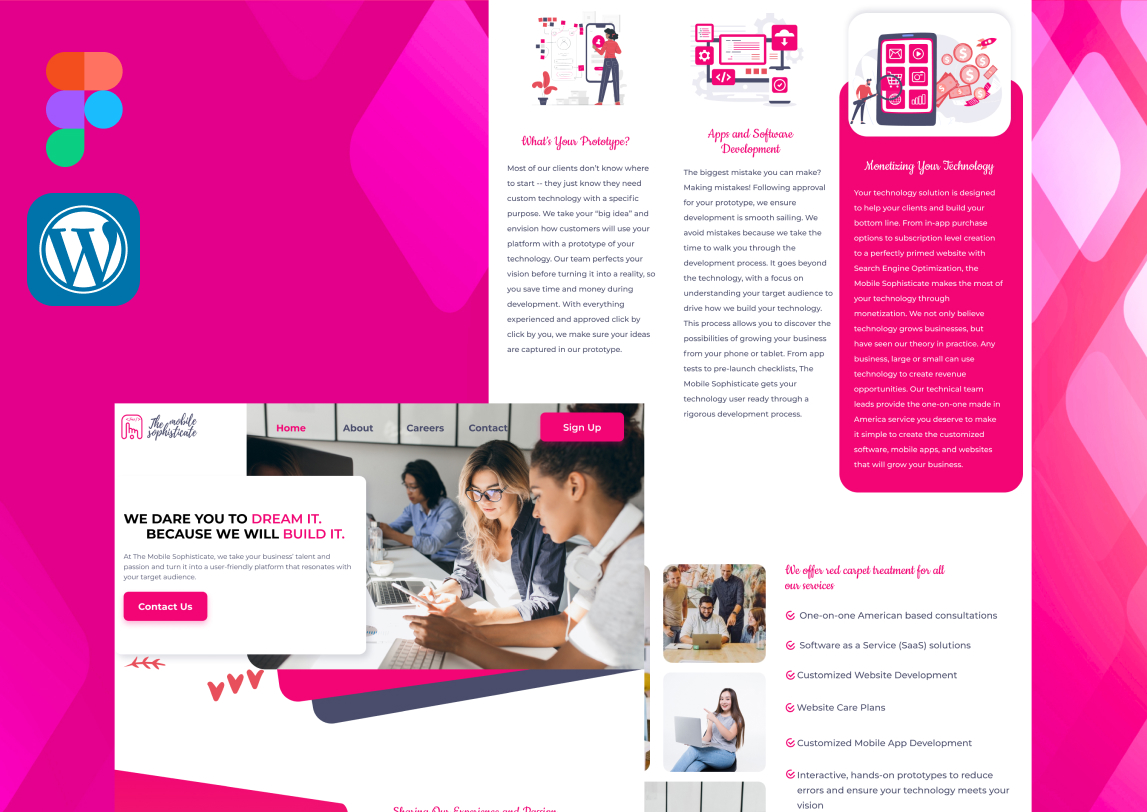 What's Your Prototype?
Most of our clients don't know where
to start -- they just know they need
custom technology with a specific
purpose. We take your "big idea" and
envision how customers will use your
platform with a prototype of your
technology. Our team perfects your
vision before turning it into a reality, so
you save time and money during
development. With everything
experienced and approved click by
click by you, we make sure your ideas
are captured in our prototype.
Apps and Software
Development
The biggest mistake you can make?
Making mistakes! Following approval
for your prototype, we ensure
development is smooth sailing. We
avoid mistakes because we take the
time to walk you through the
development process. It goes beyond
the technology, with a focus on
understanding your target audience to
drive how we build your technology.
This process allows you to discover the
possibilities of growing your business
from your phone or tablet. From app
tests to pre-launch checklists, The
Mobile Sophisticate gets your
technology user ready through a
rigorous development process.
Monetizing Your Technology
Your technology solution is designed
to help your clients and build your
bottom line. From in-app purchase
options to subscription level creation
to a perfectly primed website with
Search Engine Optimization, the
Mobile Sophisticate makes the most of
your technology through
monetization. We not only believe
technology grows businesses, but
have seen our theory in practice. Any
business, large or small can use
technology to create revenue
opportunities. Our technical team
leads provide the one-on-one made in
America service you deserve to make
it simple to create the customized
software, mobile apps, and websites
that will grow your business.
The mobile
sophisticate
Home About Careers Contact Sign Up
WE DARE YOU TO DREAM IT.
BECAUSE WE WILL BUILD IT.
At The Mobile Sophisticate, we take your business' talent and
passion and turn it into a user-friendly platform that resonates with
your target audience.
Contact Us
We offer red carpet treatment for all
our services
One-on-one American based consultations
Software as a Service (SaaS) solutions
Customized Website Development
Website Care Plans
Customized Mobile App Development
Interactive, hands-on prototypes to reduce
errors and ensure your technology meets your
vision
Sharing Our Experience and Passion